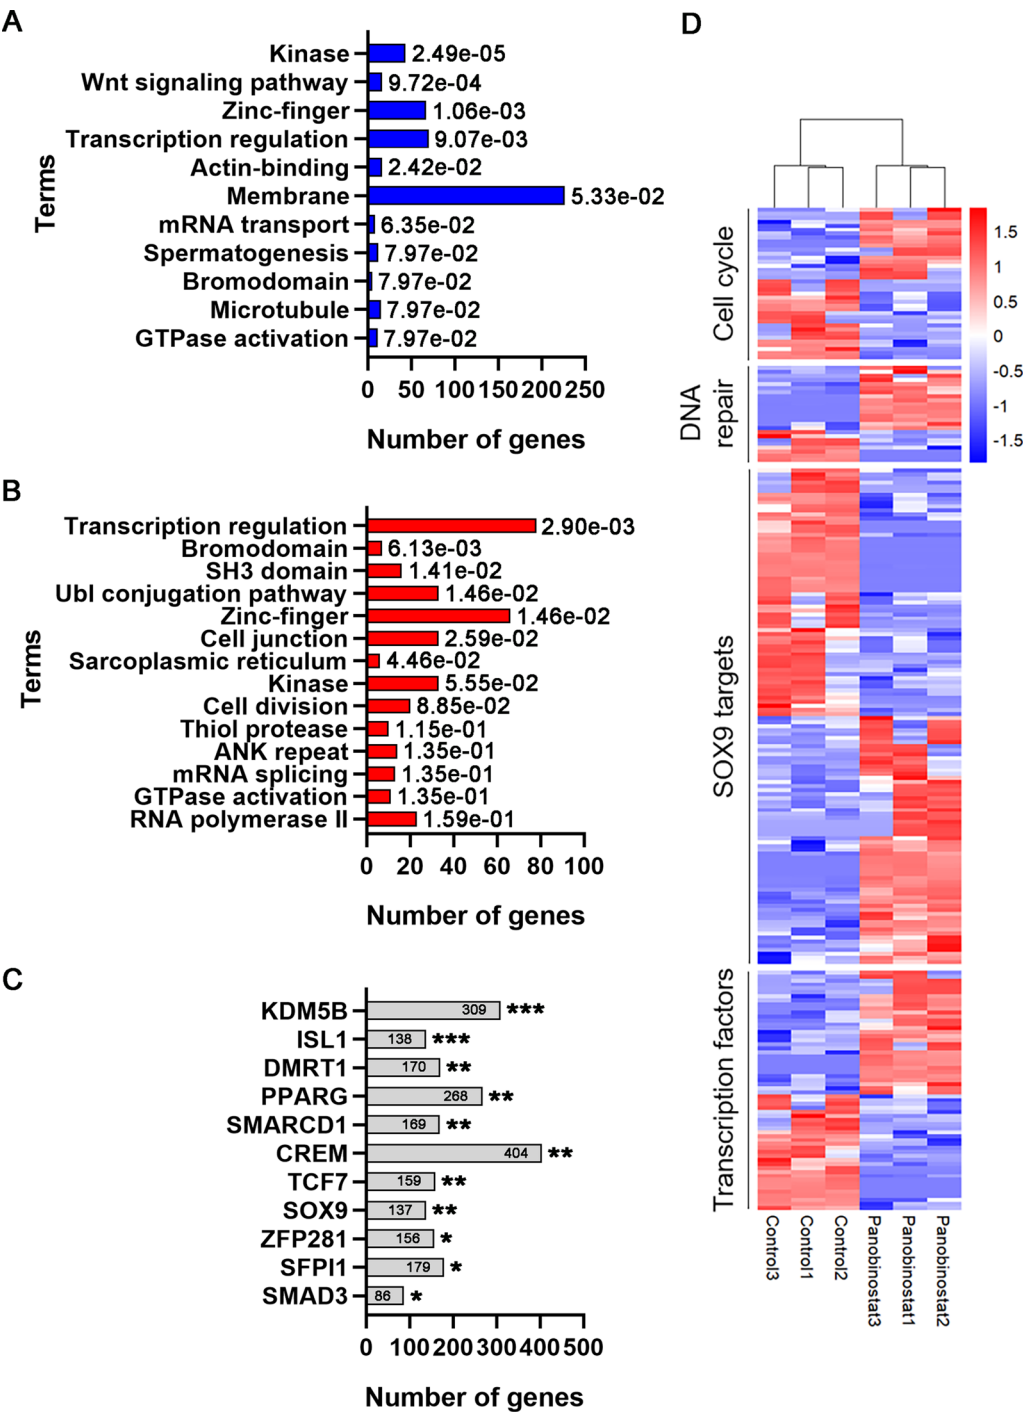 A
Terms
Kinase 2.49e-05
Wnt signaling pathway 9.72e-04
Zinc-finger 1.06e-03
Transcription regulation 9.07e-03
Actin-binding 2.42e-02
Membrane 5.33e-02
mRNA transport 6.35e-02
Spermatogenesis 7.97e-02
Bromodomain 7.97e-02
Microtubule 7.97e-02
GTPase activation 7.97e-02
0 50 100 150 200 250
Number of genes
B
Terms
Transcription regulation 2.90e-03
Bromodomain 6.13e-03
SH3 domain 1.41e-02
Ubl conjugation pathway 1.46e-02
Zinc-finger 1.46e-02
Cell junction 2.59e-02
Sarcoplasmic reticulum 4.46e-02
Kinase 5.55e-02
Cell division 8.85e-02
Thiol protease 1.15e-01
ANK repeat 1.35e-01
mRNA splicing 1.35e-01
GTPase activation 1.35e-01
RNA polymerase II 1.59e-01
0 20 40 60 80 100
Number of genes
C
KDM5B 309 ***
ISL1 138 ***
DMRT1 170 **
PPARG 268 **
SMARCD1 169 **
CREM 404 **
TCF7 159 **
SOX9 137 **
ZFP281 156 *
SFPI1 179 *
SMAD3 86 *
0 100 200 300 400 500
Number of genes
D
Cell cycle
DNA
repair
SOX9 targets
Transcription factors
1.5
1
0.5
0
-0.5
-1
-1.5
Control3
Control1
Control2
Panobinostat3
Panobinostat1
Panobinostat2